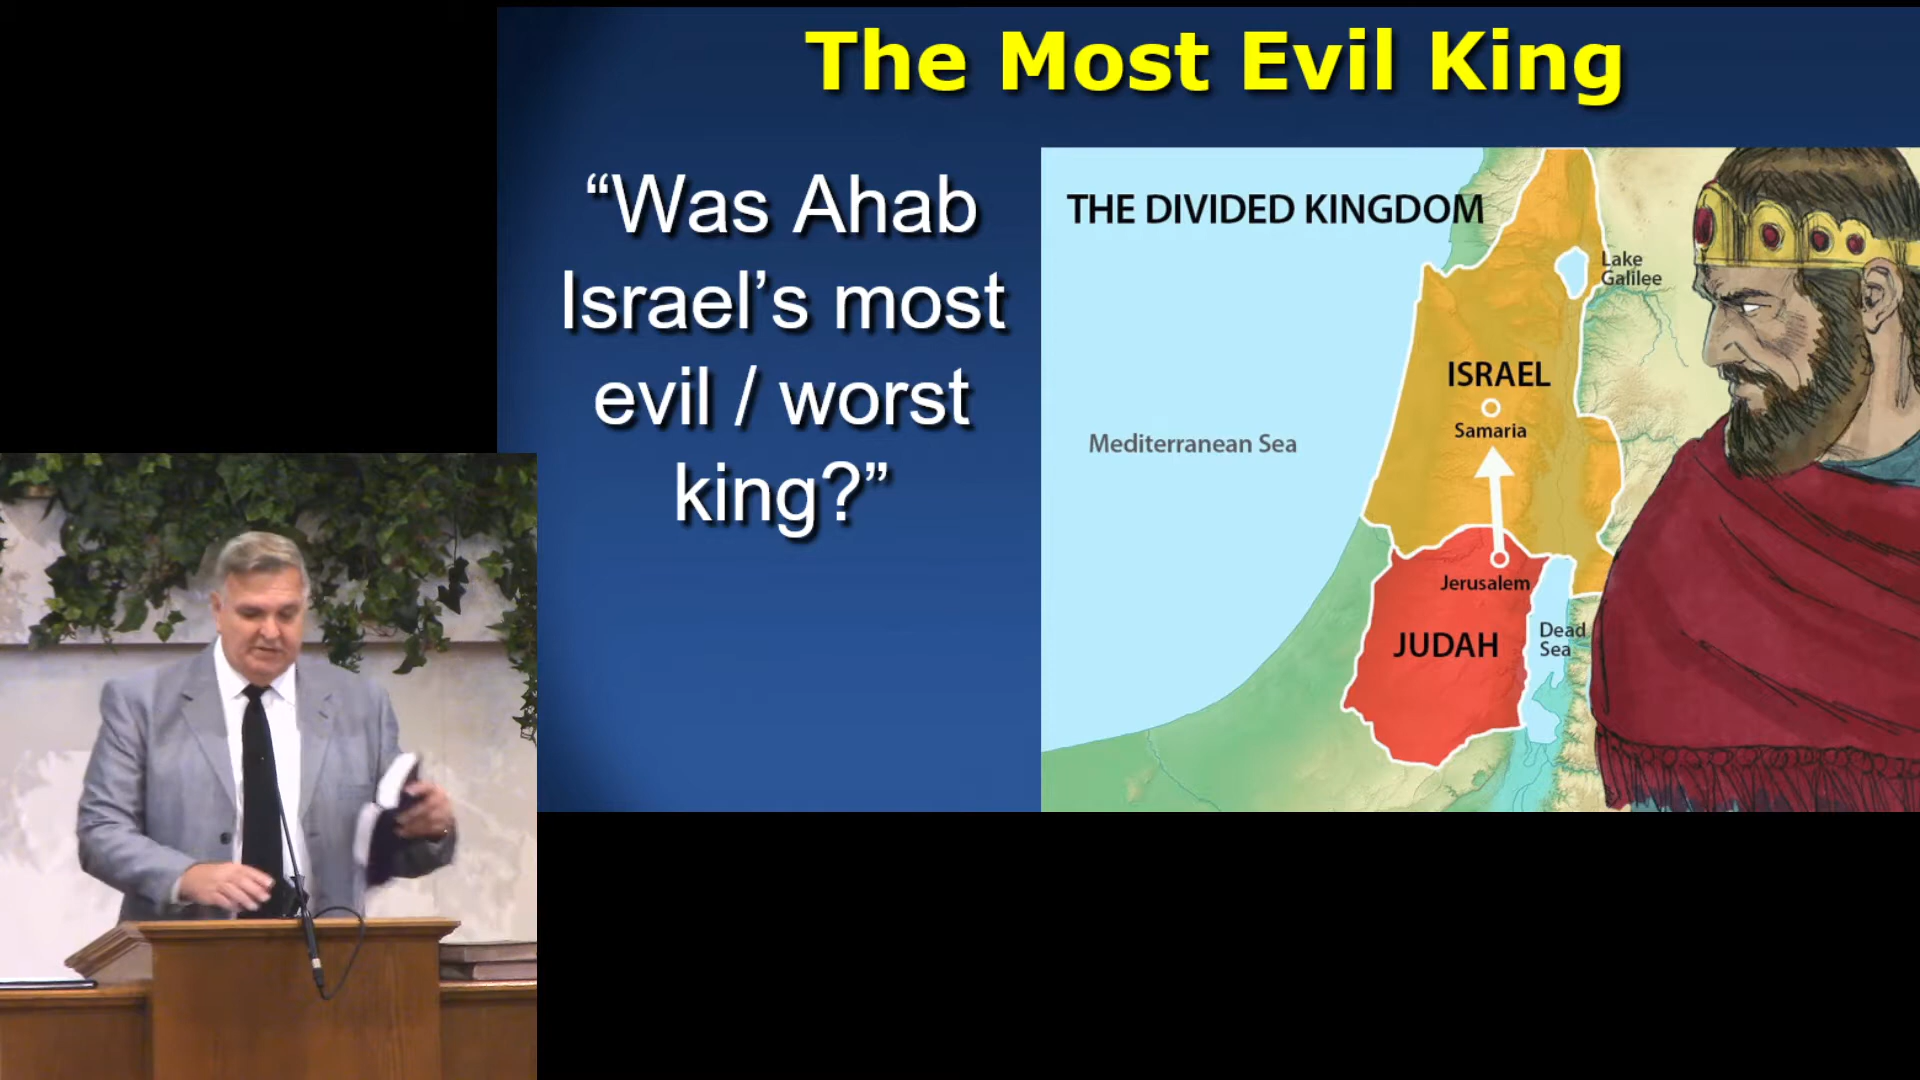 The Most Evil King
“Was Ahab
Israel’s most
evil / worst
king?”
THE DIVIDED KINGDOM
Lake
Galilee
ISRAEL
Samaria
Mediterranean Sea
Jerusalem
JUDAH
Dead
Sea